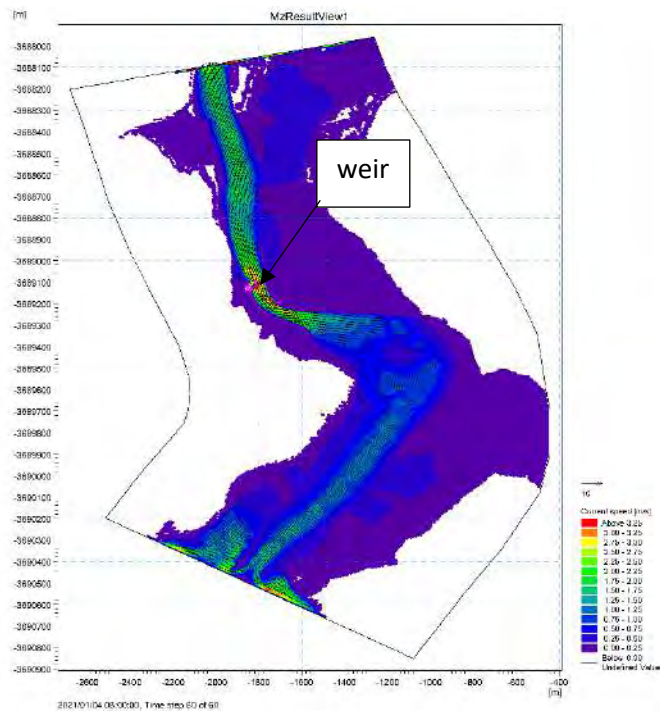 MzResultView1
[m]
-3688000
-3688100
-3688200
-3688300
-3688400
-3688500
-3688600
-3688700
-3688800
-3688900
-3689000
-3689100
-3689200
-3689300
-3689400
-3689500
-3689600
-3689700
-3689800
-3689900
-3690000
-3690100
-3690200
-3690300
-3690400
-3690500
-3690600
-3690700
-3690800
-3690900
weir
10
Current speed [m/s]
Above 3.25
3.00 - 3.25
2.75 - 3.00
2.50 - 2.75
2.25 - 2.50
2.00 - 2.25
1.75 - 2.00
1.50 - 1.75
1.25 - 1.50
1.00 - 1.25
0.75 - 1.00
0.50 - 0.75
0.25 - 0.50
0.00 - 0.25
Below 0.00
Undefined Value
-2600 -2400 -2200 -2000 -1800 -1600 -1400 -1200 -1000 -800 -600 -400
[m]
2021/01/04 08:00:00, Time step 60 of 60